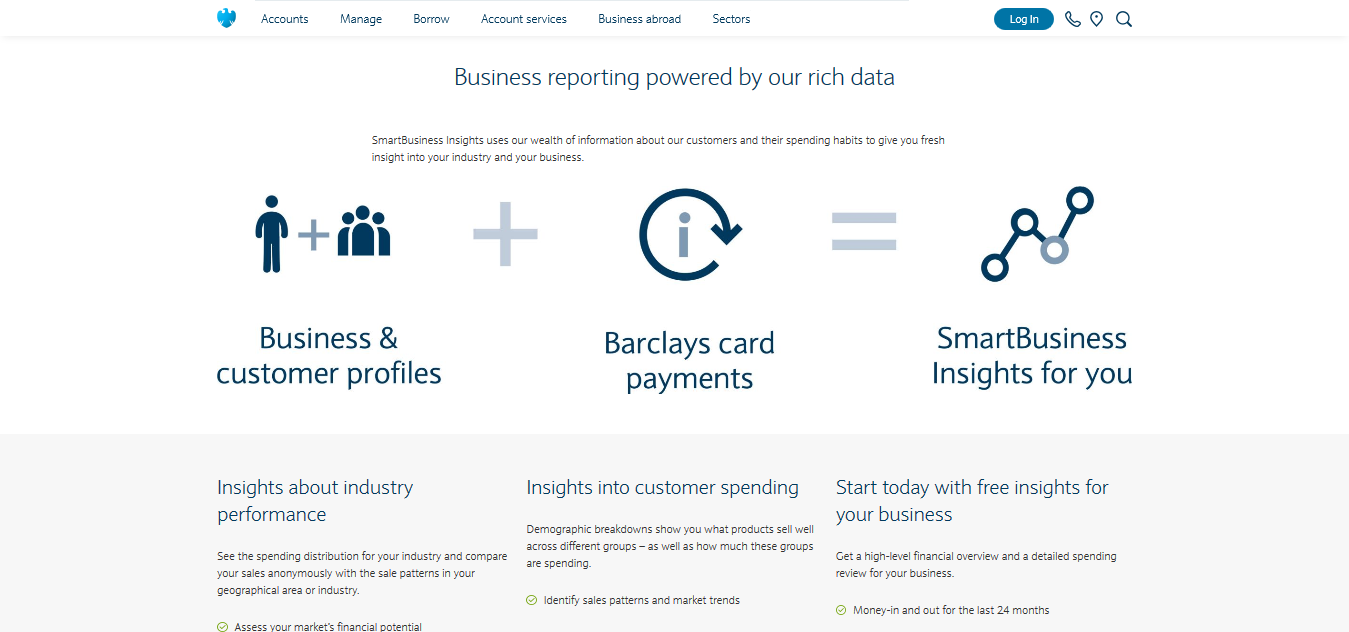 Accounts Manage Borrow Account services Business abroad Sectors Log In
Business reporting powered by our rich data
SmartBusiness Insights uses our wealth of information about our customers and their spending habits to give you fresh
insight into your industry and your business.
Business &
customer profiles
Barclays card
payments
SmartBusiness
Insights for you
Insights about industry
performance
See the spending distribution for your industry and compare
your sales anonymously with the sale patterns in your
geographical area or industry.
Assess your market's financial potential
Insights into customer spending
Demographic breakdowns show you what products sell well
across different groups – as well as how much these groups
are spending.
Identify sales patterns and market trends
Start today with free insights for
your business
Get a high-level financial overview and a detailed spending
review for your business.
Money-in and out for the last 24 months